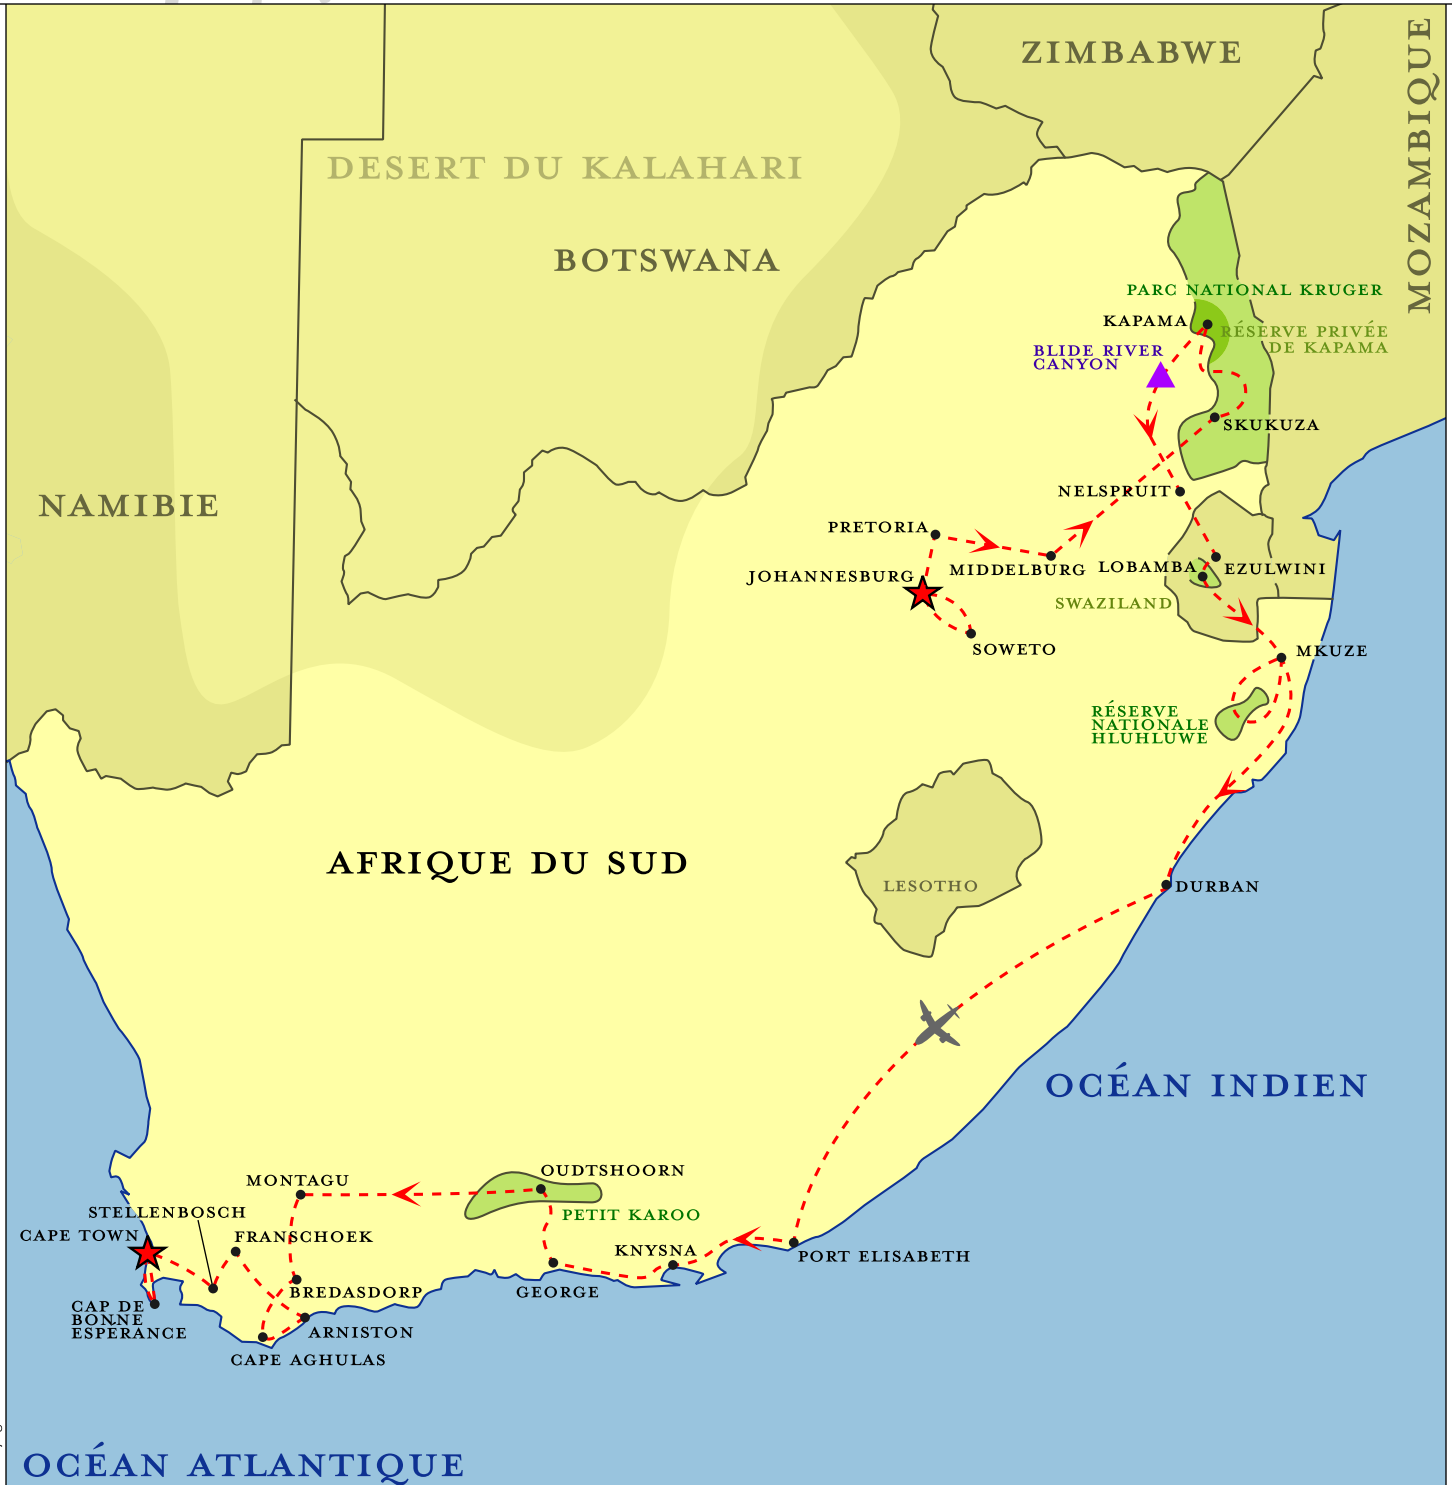 ZIMBABWE
MOZAMBIQUE
DESERT DU KALAHARI
BOTSWANA
PARC NATIONAL KRUGER
KAPAMA
RÉSERVE PRIVÉE
DE KAPAMA
BLIDE RIVER
CANYON
SKUKUZA
NAMIBIE
NELSPRUIT
PRETORIA
MIDDELBURG
LOBAMBA
EZULWINI
JOHANNESBURG
SWAZILAND
SOWETO
MKUZE
RÉSERVE
NATIONALE
HLUHLUWE
AFRIQUE DU SUD
LESOTHO
DURBAN
OCÉAN INDIEN
OUDTSHOORN
MONTAGU
STELLENBOSCH
PETIT KAROO
CAPE TOWN
FRANSCHOEK
KNYSNA
PORT ELISABETH
GEORGE
BREDASDORP
CAP DE
BONNE
ESPÉRANCE
ARNISTON
CAPE AGHULAS
OCÉAN ATLANTIQUE